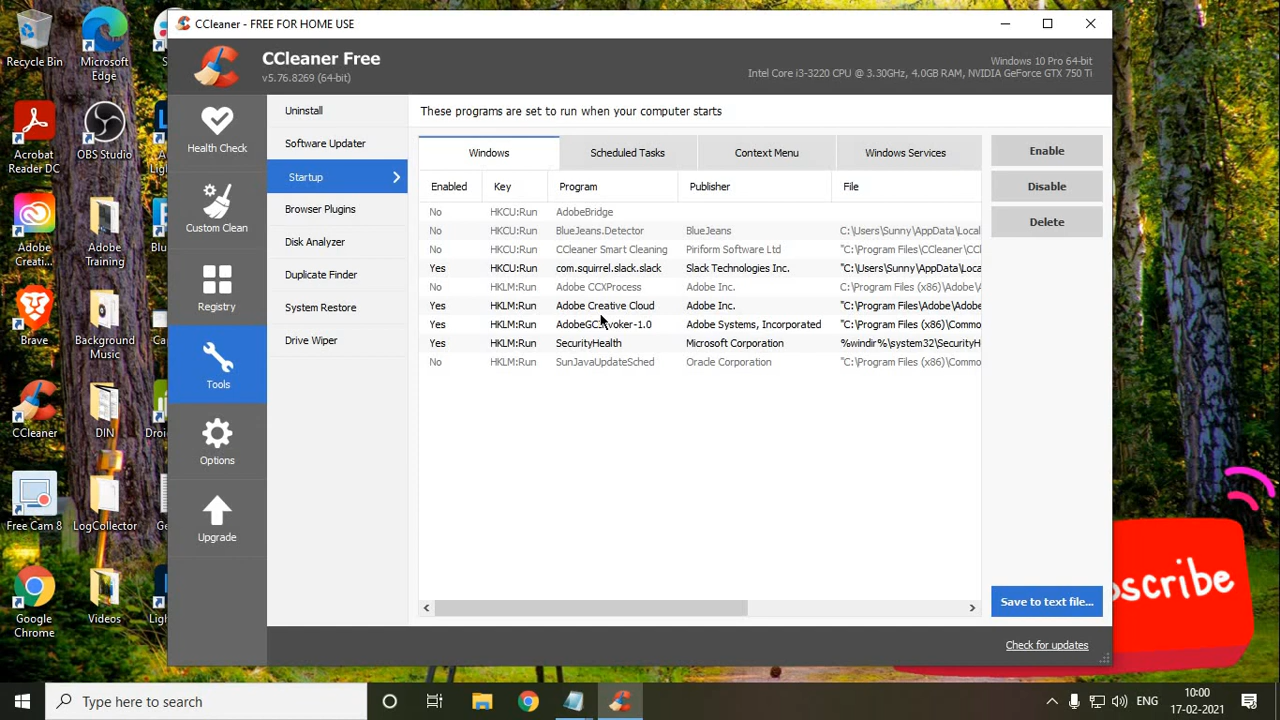 CCleaner - FREE FOR HOME USE
CCleaner Free
v5.76.8269 (64-bit)
Windows 10 Pro 64-bit
Intel Core i3-3220 CPU @ 3.30GHz, 4.0GB RAM, NVIDIA GeForce GTX 750 Ti
Recycle Bin
Microsoft
Edge
Acrobat
Reader DC
OBS Studio
Adobe
Creati...
Adobe
Training
Brave
Background
Music
CCleaner
DIN
Free Cam 8
LogCollector
Google
Chrome
Videos
Health Check
Custom Clean
Registry
Tools
Options
Upgrade
Uninstall
Software Updater
Startup
Browser Plugins
Disk Analyzer
Duplicate Finder
System Restore
Drive Wiper
These programs are set to run when your computer starts
Windows Scheduled Tasks Context Menu Windows Services
Enabled Key Program Publisher File
No HKCU:Run AdobeBridge
No HKCU:Run BlueJeans.Detector BlueJeans C:\Users\Sunny\AppData\Local
No HKCU:Run CCleaner Smart Cleaning Piriform Software Ltd "C:\Program Files\CCleaner\CCl
Yes HKCU:Run com.squirrel.slack.slack Slack Technologies Inc. "C:\Users\Sunny\AppData\Loca
No HKLM:Run Adobe CCXProcess Adobe Inc. C:\Program Files (x86)\Adobe\A
Yes HKLM:Run Adobe Creative Cloud Adobe Inc. "C:\Program Files\Adobe\Adobe
Yes HKLM:Run Adobe Systems, Incorporated "C:\Program Files (x86)\Commo
Yes HKLM:Run SecurityHealth Microsoft Corporation %windir%\system32\SecurityH
No HKLM:Run SunJavaUpdateSched Oracle Corporation "C:\Program Files (x86)\Commo
Enable
Disable
Delete
Save to text file...
Check for updates
oscribe
Type here to search
ENG
10:00
17-02-2021